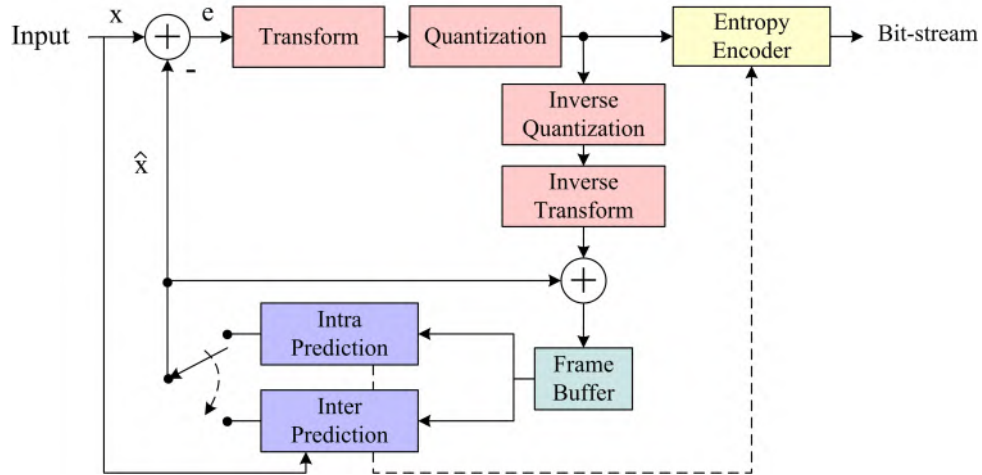 Input
x
+
e
Transform
Quantization
Entropy
Encoder
Bit-stream
-
Inverse
Quantization
x̂
Inverse
Transform
+
Intra
Prediction
Frame
Buffer
Inter
Prediction